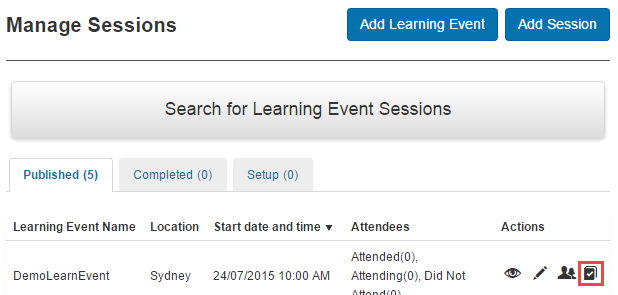 Manage Sessions
Add Learning Event
Add Session
Search for Learning Event Sessions
Published (5)
Completed (0)
Setup (0)
Learning Event Name
Location
Start date and time
Attendees
Actions
DemoLearnEvent
Sydney
24/07/2015 10:00 AM
Attended(0),
Attending(0), Did Not
Attend(0)